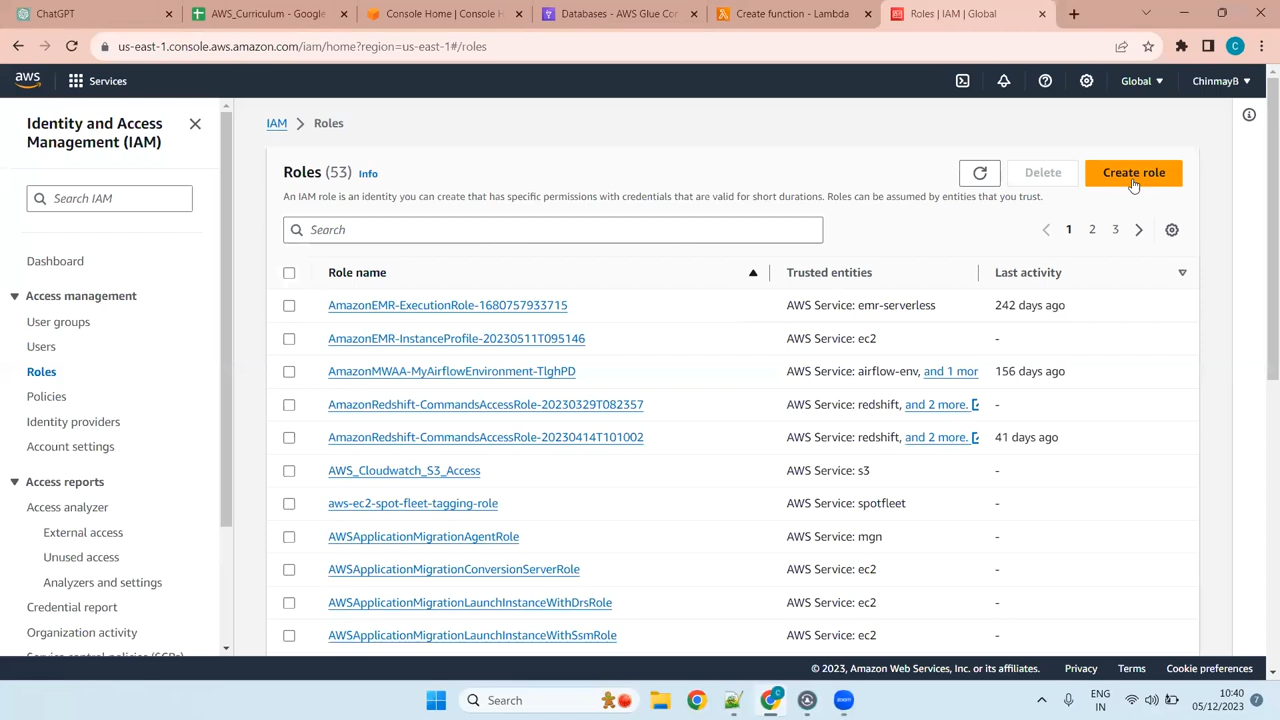 ChatGPT
AWS_Curriculum - Google
Console Home | Console H
Databases - AWS Glue Con
Create function - Lambda
Roles | IAM | Global
us-east-1.console.aws.amazon.com/iam/home?region=us-east-1#/roles
C
aws
Services
Global
ChinmayB
Identity and Access
Management (IAM)
Search IAM
Dashboard
Access management
User groups
Users
Roles
Policies
Identity providers
Account settings
Access reports
Access analyzer
External access
Unused access
Analyzers and settings
Credential report
Organization activity
Service control policies (SCPs)
IAM > Roles
Roles (53) Info
Delete
Create role
An IAM role is an identity you can create that has specific permissions with credentials that are valid for short durations. Roles can be assumed by entities that you trust.
Search
1 2 3
Role name Trusted entities Last activity
AmazonEMR-ExecutionRole-1680757933715 AWS Service: emr-serverless 242 days ago
AmazonEMR-InstanceProfile-20230511T095146 AWS Service: ec2 -
AmazonMWAA-MyAirflowEnvironment-TlghPD AWS Service: airflow-env, and 1 mor 156 days ago
AmazonRedshift-CommandsAccessRole-20230329T082357 AWS Service: redshift, and 2 more. -
AmazonRedshift-CommandsAccessRole-20230414T101002 AWS Service: redshift, and 2 more. 41 days ago
AWS_Cloudwatch_S3_Access AWS Service: s3 -
aws-ec2-spot-fleet-tagging-role AWS Service: spotfleet -
AWSApplicationMigrationAgentRole AWS Service: mgn -
AWSApplicationMigrationConversionServerRole AWS Service: ec2 -
AWSApplicationMigrationLaunchInstanceWithDrsRole AWS Service: ec2 -
AWSApplicationMigrationLaunchInstanceWithSsmRole AWS Service: ec2 -
© 2023, Amazon Web Services, Inc. or its affiliates. Privacy Terms Cookie preferences
Search
C
zoom
ENG
IN
10:40
05/12/2023
7